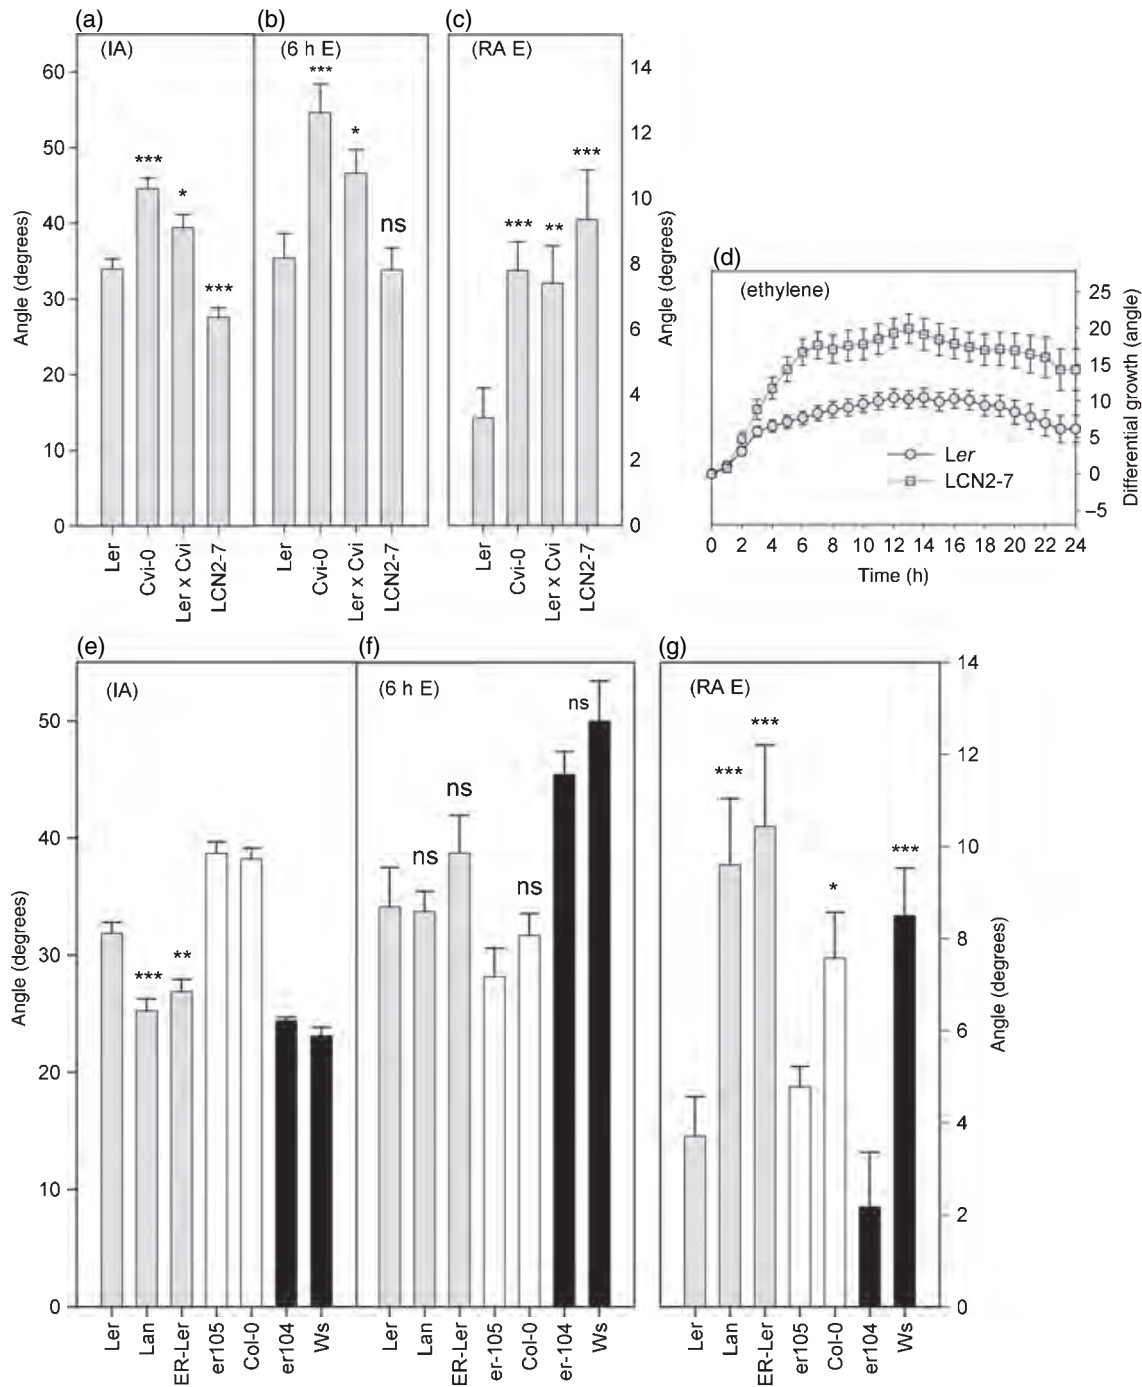 (a)
(b)
(c)
(IA)
(6 h E)
(RA E)
60
50
40
30
20
10
0
Angle (degrees)
***
*
***
***
*
ns
***
**
***
14
12
10
8
6
4
2
0
Angle (degrees)
Ler
Cvi-0
Ler x Cvi
LCN2-7
Ler
Cvi-0
Ler x Cvi
LCN2-7
Ler
Cvi-0
Ler x Cvi
LCN2-7
(d)
(ethylene)
25
20
15
10
5
0
–5
Differential growth (angle)
Ler
LCN2-7
0 2 4 6 8 10 12 14 16 18 20 22 24
Time (h)
(e)
(f)
(g)
(IA)
(6 h E)
(RA E)
50
40
30
20
10
0
Angle (degrees)
***
**
ns
ns
ns
ns
***
***
*
***
14
12
10
8
6
4
2
0
Angle (degrees)
Ler
Lan
ER-Ler
er105
Col-0
er104
Ws
Ler
Lan
ER-Ler
er-105
Col-0
er-104
Ws
Ler
Lan
ER-Ler
er105
Col-0
er104
Ws